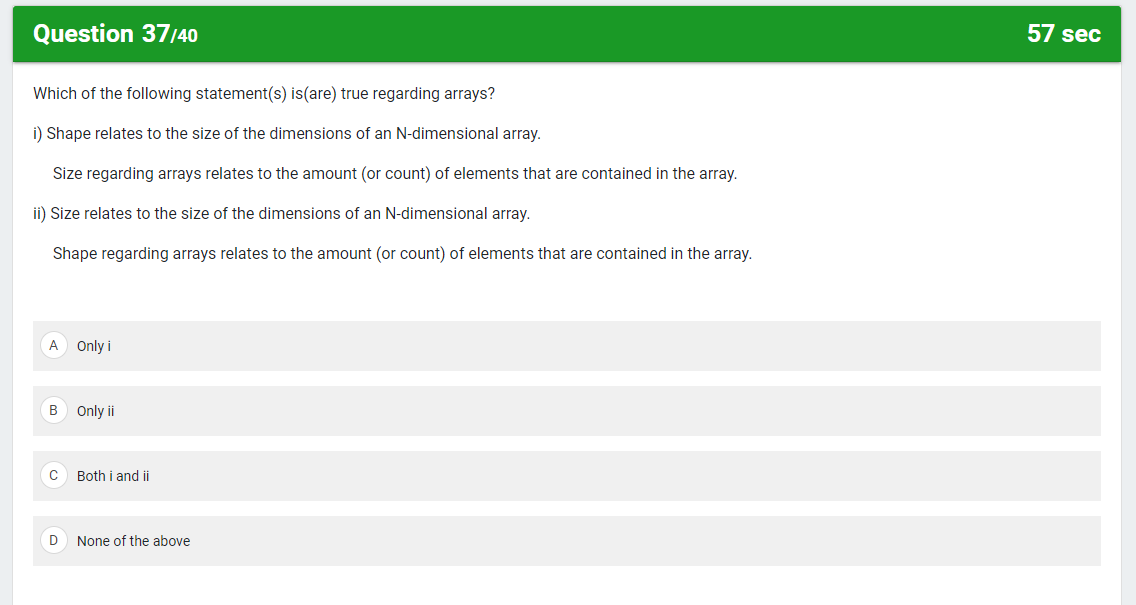 Question 37/40 57 sec
Which of the following statement(s) is(are) true regarding arrays?
i) Shape relates to the size of the dimensions of an N-dimensional array.
Size regarding arrays relates to the amount (or count) of elements that are contained in the array.
ii) Size relates to the size of the dimensions of an N-dimensional array.
Shape regarding arrays relates to the amount (or count) of elements that are contained in the array.
A Only i
B Only ii
C Both i and ii
D None of the above